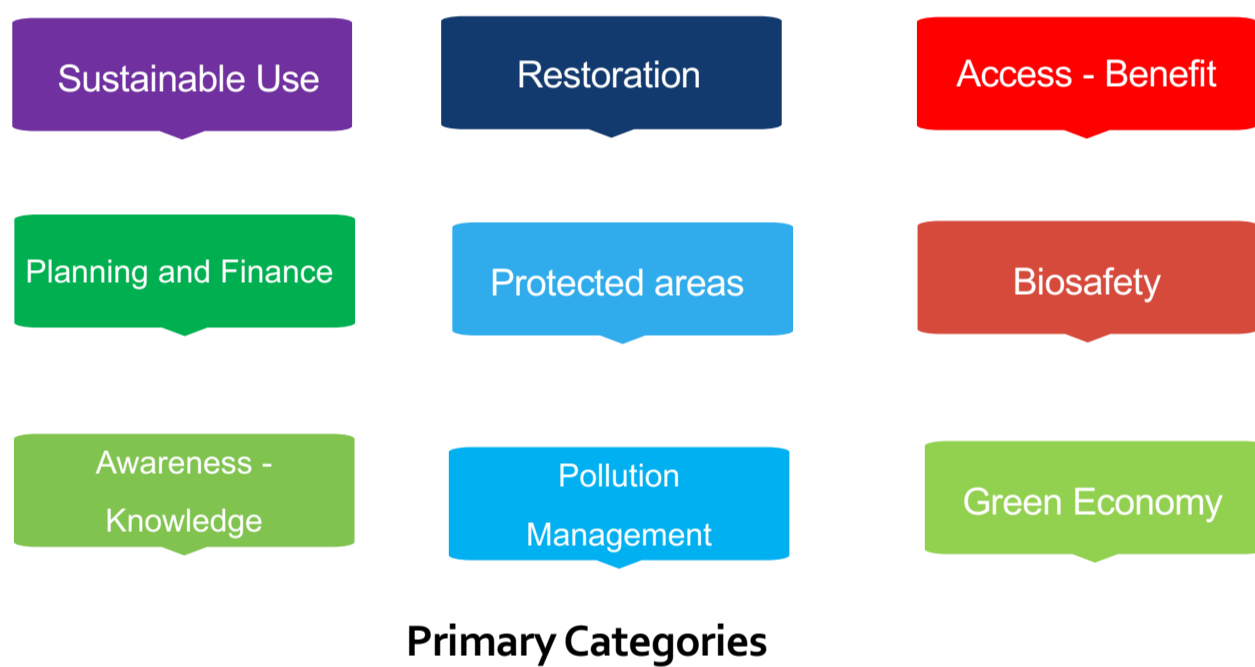 Sustainable Use
Restoration
Access - Benefit
Planning and Finance
Protected areas
Biosafety
Awareness -
Knowledge
Pollution
Management
Green Economy
Primary Categories